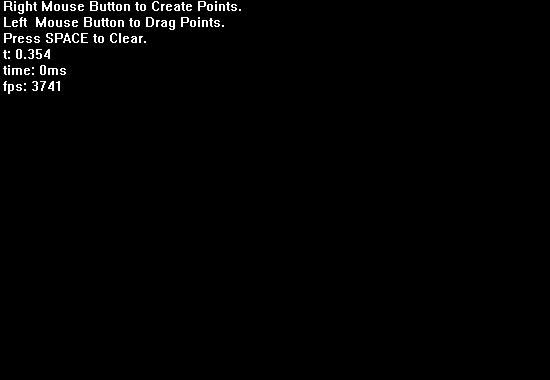 Right Mouse Button to Create Points.
Left  Mouse Button to Drag Points.
Press SPACE to Clear.
t: 0.354
time: 0ms
fps: 3741